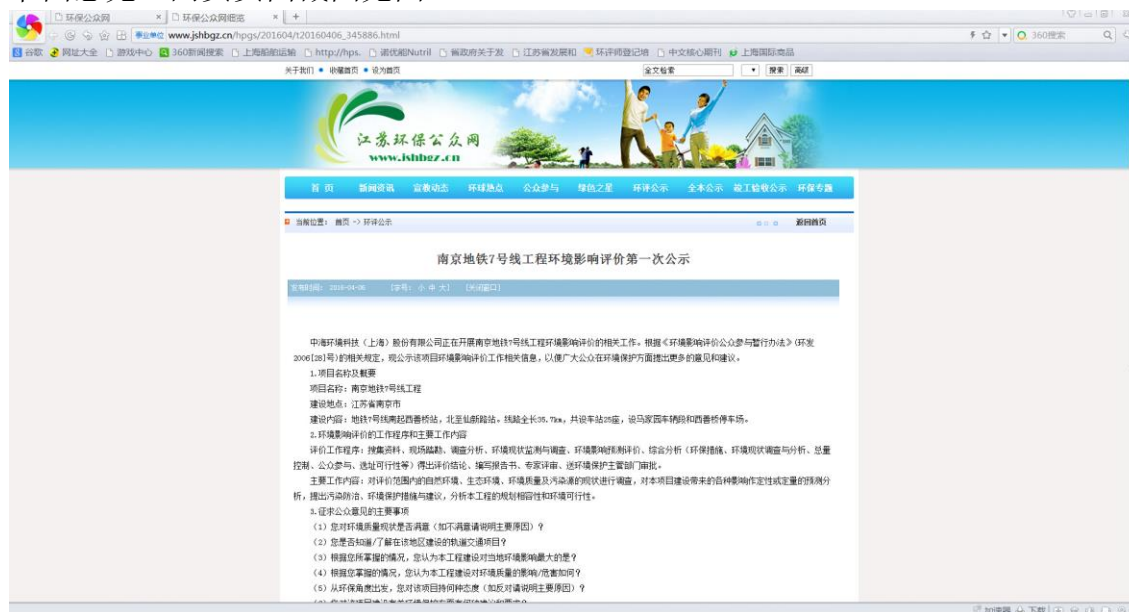 环保公众网 × 环保公众网细览 × +
事业单位 www.jshbgz.cn/hpgs/201604/t20160406_345886.html 360搜索
谷歌 网址大全 游戏中心 360新闻搜索 上海船舶运输 http://hps. 诺优能Nutril 省政府关于发 江苏省发展和 环评师登记培 中文核心期刊 上海国际商品
关于我们 收藏首页 设为首页 全文检索 搜索 高级
江苏环保公众网
www.jshbgz.cn
首 页 新闻资讯 宣教动态 环球热点 公众参与 绿色之星 环评公示 全本公示 竣工验收公示 环保专题
当前位置: 首页 -> 环评公示 返回首页
南京地铁7号线工程环境影响评价第一次公示
发布时间: 2016-04-06 [字号: 小 中 大] [关闭窗口]
中海环境科技(上海)股份有限公司正在开展南京地铁7号线工程环境影响评价的相关工作。根据《环境影响评价公众参与暂行办法》(环发
2006[28]号)的相关规定,现公示该项目环境影响评价工作相关信息,以便广大公众在环境保护方面提出更多的意见和建议。
1.项目名称及概要
项目名称:南京地铁7号线工程
建设地点:江苏省南京市
建设内容:地铁7号线南起西善桥站,北至仙新路站。线路全长35.7km,共设车站25座,设马家园车辆段和西善桥停车场。
2.环境影响评价的工作程序和主要工作内容
评价工作程序:搜集资料、现场踏勘、调查分析、环境现状监测与调查、环境影响预测评价、综合分析(环保措施、环境现状调查与分析、总量
控制、公众参与、选址可行性等)得出评价结论、编写报告书、专家评审、送环境保护主管部门审批。
主要工作内容:对评价范围内的自然环境、生态环境、环境质量及污染源的现状进行调查,对本项目建设带来的各种影响作定性或定量的预测分
析,提出污染防治、环境保护措施与建议,分析本工程的规划相容性和环境可行性。
3.征求公众意见的主要事项
(1)您对环境质量现状是否满意(如不满意请说明主要原因)?
(2)您是否知道/了解在该地区建设的轨道交通项目?
(3)根据您所掌握的情况,您认为本工程建设对当地环境影响最大的是?
(4)根据您掌握的情况,您认为本工程建设对环境质量的影响/危害如何?
(5)从环保角度出发,您对该项目持何种态度(如反对请说明主要原因)?
加速器 下载